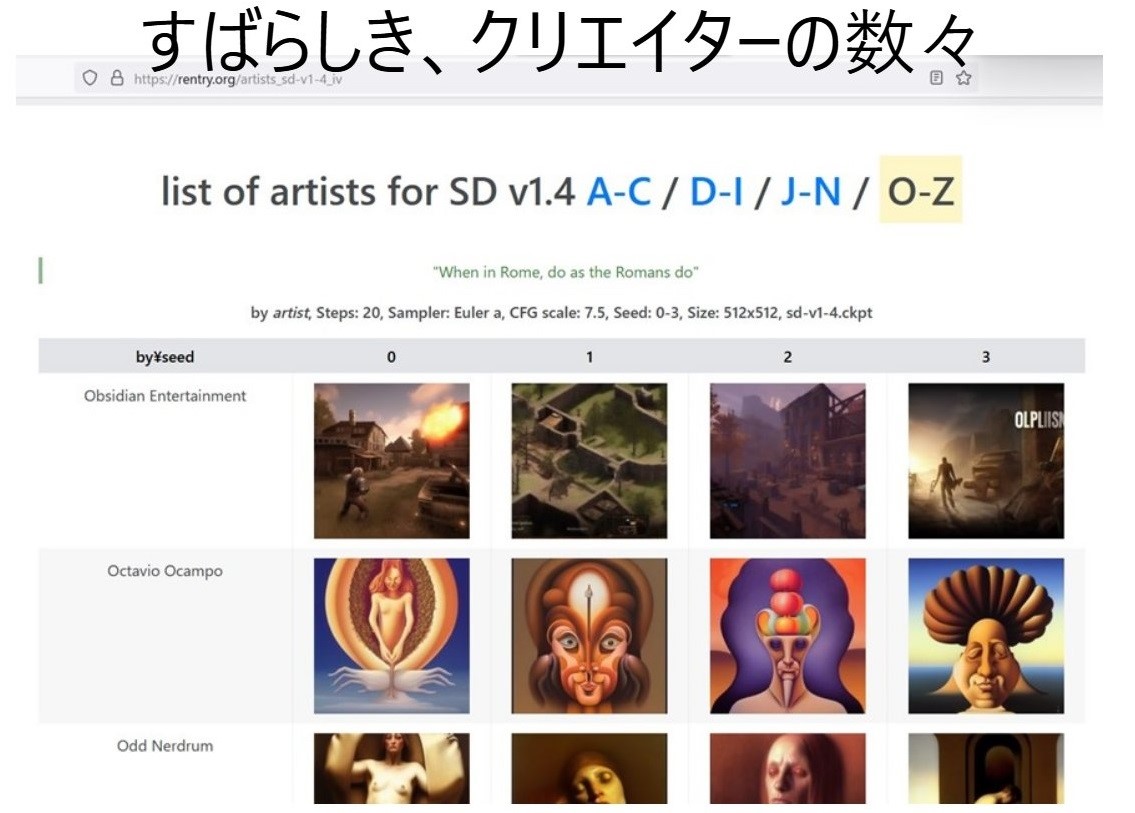 すばらしき、クリエイターの数々
https://rentry.org/artists_sd-v1-4_iv
list of artists for SD v1.4 A-C / D-I / J-N / O-Z
"When in Rome, do as the Romans do"
by artist, Steps: 20, Sampler: Euler a, CFG scale: 7.5, Seed: 0-3, Size: 512x512, sd-v1-4.ckpt
by¥seed 0 1 2 3
Obsidian Entertainment
OLPLIISN
Octavio Ocampo
Odd Nerdrum